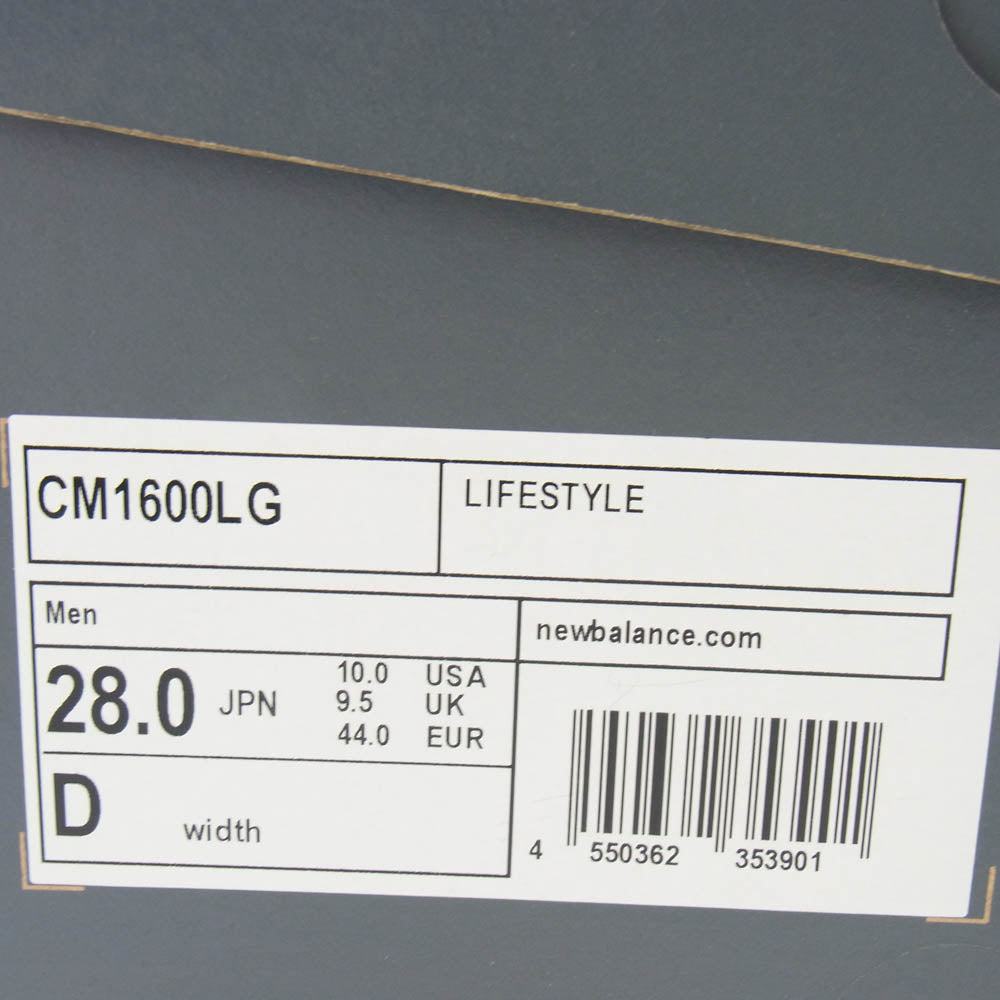 CM1600LG
LIFESTYLE
Men
newbalance.com
28.0 JPN
10.0 USA
9.5 UK
44.0 EUR
D width
4 550362 353901